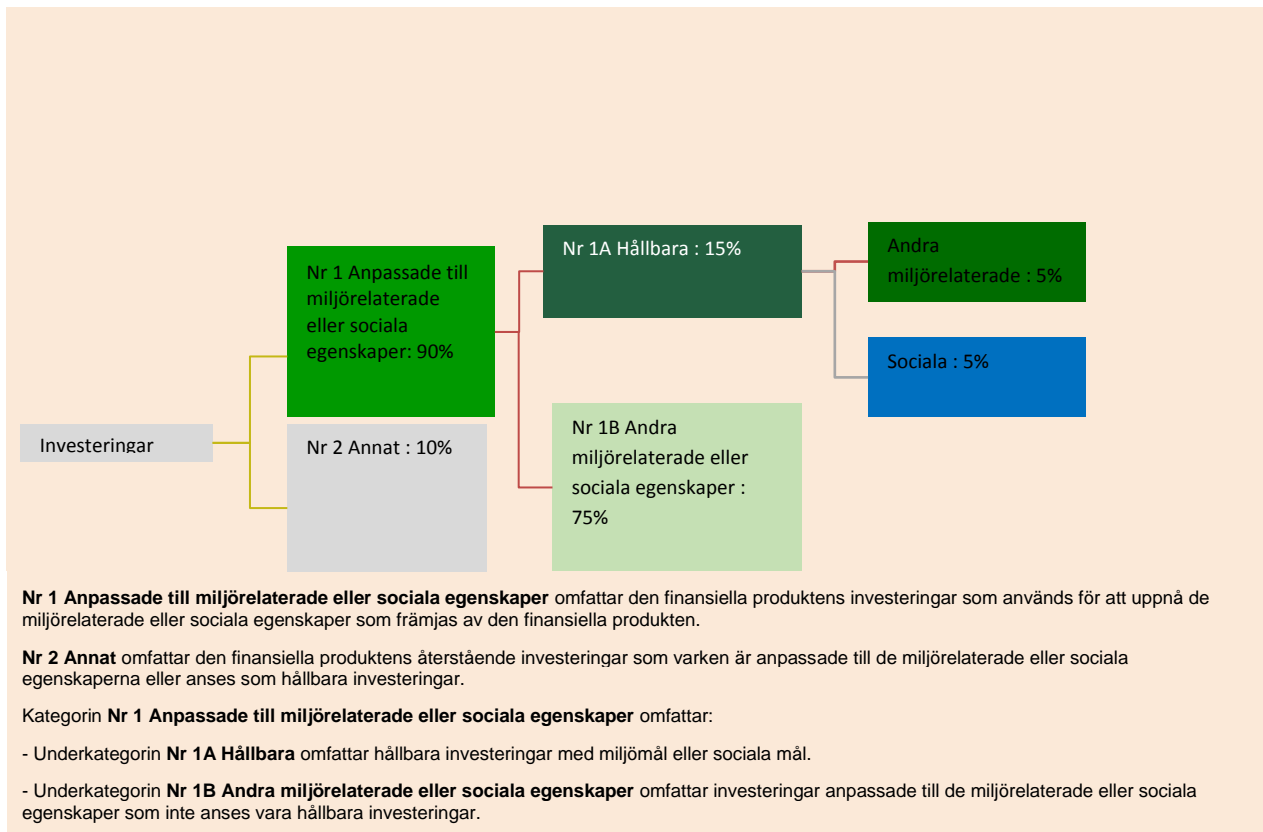 Investeringar
Nr 1 Anpassade till
miljörelaterade
eller sociala
egenskaper: 90%
Nr 2 Annat : 10%
Nr 1A Hållbara : 15%
Nr 1B Andra
miljörelaterade eller
sociala egenskaper :
75%
Andra
miljörelaterade : 5%
Sociala : 5%
Nr 1 Anpassade till miljörelaterade eller sociala egenskaper omfattar den finansiella produktens investeringar som används för att uppnå de
miljörelaterade eller sociala egenskaper som främjas av den finansiella produkten.
Nr 2 Annat omfattar den finansiella produktens återstående investeringar som varken är anpassade till de miljörelaterade eller sociala
egenskaperna eller anses som hållbara investeringar.
Kategorin Nr 1 Anpassade till miljörelaterade eller sociala egenskaper omfattar:
- Underkategorin Nr 1A Hållbara omfattar hållbara investeringar med miljömål eller sociala mål.
- Underkategorin Nr 1B Andra miljörelaterade eller sociala egenskaper omfattar investeringar anpassade till de miljörelaterade eller sociala
egenskaper som inte anses vara hållbara investeringar.